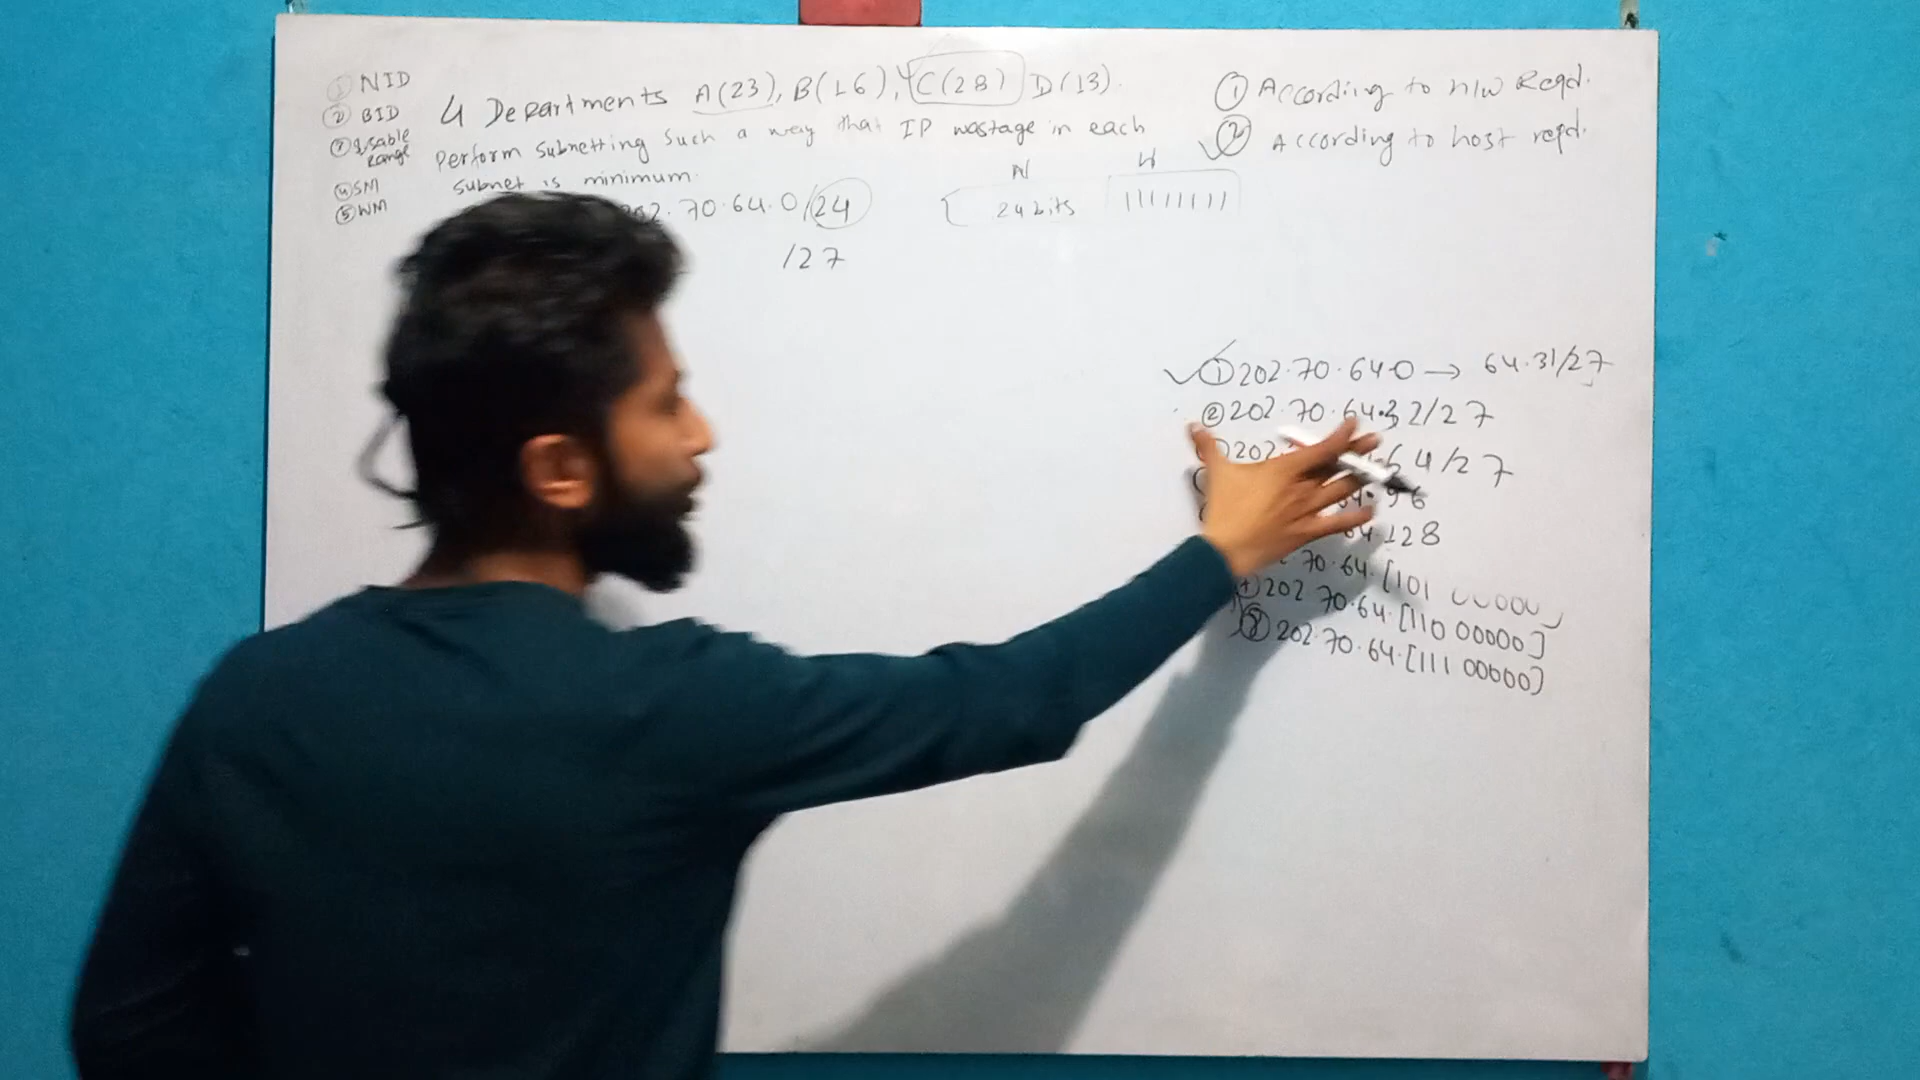 ① NID
② BID
③ Usable Range
④ SM
⑤ WM
4 Departments A(23), B(16), C(28) D(13).
Perform Subnetting Such a way that IP wastage in each
subnet is minimum.
202.70.64.0/24
/27
N H
24 bits 11111111
① According to n/w Reqd.
② According to host reqd.
① 202.70.64.0 → 64.31/27
② 202.70.64.32/27
202 64/27
64.96
64.128
70.64.[101 00000]
202.70.64.[110 00000]
⑧ 202.70.64.[111 00000]